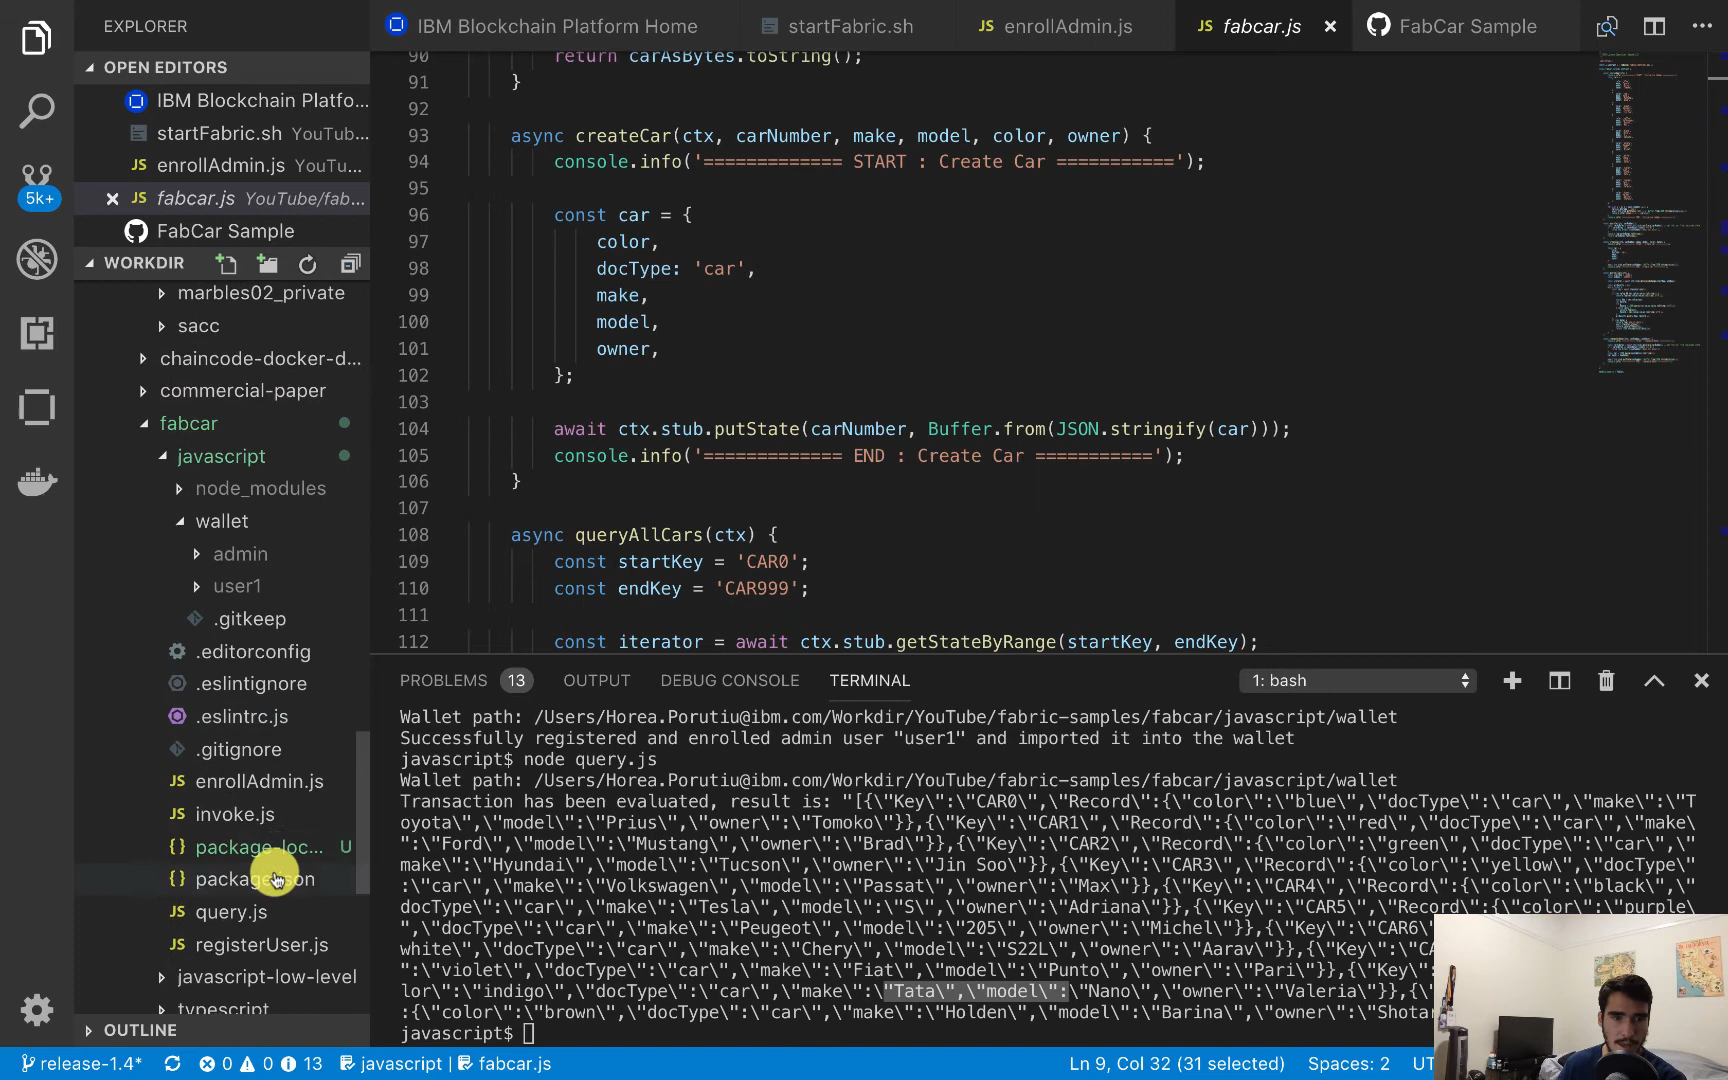 EXPLORER
IBM Blockchain Platform Home
startFabric.sh
JS enrollAdmin.js
JS fabcar.js
FabCar Sample
OPEN EDITORS
IBM Blockchain Platfo...
startFabric.sh YouTub...
JS enrollAdmin.js YouTu...
JS fabcar.js YouTube/fab...
FabCar Sample
5k+
WORKDIR
marbles02_private
sacc
chaincode-docker-d...
commercial-paper
fabcar
javascript
node_modules
wallet
admin
user1
.gitkeep
.editorconfig
.eslintignore
.eslintrc.js
.gitignore
JS enrollAdmin.js
JS invoke.js
{} package-loc... U
{} package.json
JS query.js
JS registerUser.js
javascript-low-level
typescript
OUTLINE
90 return carAsBytes.toString();
91 }
92
93 async createCar(ctx, carNumber, make, model, color, owner) {
94 console.info('============= START : Create Car ===========');
95
96 const car = {
97 color,
98 docType: 'car',
99 make,
100 model,
101 owner,
102 };
103
104 await ctx.stub.putState(carNumber, Buffer.from(JSON.stringify(car)));
105 console.info('============= END : Create Car ===========');
106 }
107
108 async queryAllCars(ctx) {
109 const startKey = 'CAR0';
110 const endKey = 'CAR999';
111
112 const iterator = await ctx.stub.getStateByRange(startKey, endKey);
PROBLEMS 13 OUTPUT DEBUG CONSOLE TERMINAL 1: bash
Wallet path: /Users/Horea.Porutiu@ibm.com/Workdir/YouTube/fabric-samples/fabcar/javascript/wallet
Successfully registered and enrolled admin user "user1" and imported it into the wallet
javascript$ node query.js
Wallet path: /Users/Horea.Porutiu@ibm.com/Workdir/YouTube/fabric-samples/fabcar/javascript/wallet
Transaction has been evaluated, result is: "[{\"Key\":\"CAR0\",\"Record\":{\"color\":\"blue\",\"docType\":\"car\",\"make\":\"T
oyota\",\"model\":\"Prius\",\"owner\":\"Tomoko\"}},{\"Key\":\"CAR1\",\"Record\":{\"color\":\"red\",\"docType\":\"car\",\"make\
":\"Ford\",\"model\":\"Mustang\",\"owner\":\"Brad\"}},{\"Key\":\"CAR2\",\"Record\":{\"color\":\"green\",\"docType\":\"car\",\"
make\":\"Hyundai\",\"model\":\"Tucson\",\"owner\":\"Jin Soo\"}},{\"Key\":\"CAR3\",\"Record\":{\"color\":\"yellow\",\"docType\"
:\"car\",\"make\":\"Volkswagen\",\"model\":\"Passat\",\"owner\":\"Max\"}},{\"Key\":\"CAR4\",\"Record\":{\"color\":\"black\",\"
docType\":\"car\",\"make\":\"Tesla\",\"model\":\"S\",\"owner\":\"Adriana\"}},{\"Key\":\"CAR5\",\"Record\":{\"color\":\"purple\
",\"docType\":\"car\",\"make\":\"Peugeot\",\"model\":\"205\",\"owner\":\"Michel\"}},{\"Key\":\"CAR6\"
white\",\"docType\":\"car\",\"make\":\"Chery\",\"model\":\"S22L\",\"owner\":\"Aarav\"}},{\"Key\":\"CA
\"violet\",\"docType\":\"car\",\"make\":\"Fiat\",\"model\":\"Punto\",\"owner\":\"Pari\"}},{\"Key\"
lor\":\"indigo\",\"docType\":\"car\",\"make\":\"Tata\",\"model\":\"Nano\",\"owner\":\"Valeria\"}},{\
:{\"color\":\"brown\",\"docType\":\"car\",\"make\":\"Holden\",\"model\":\"Barina\",\"owner\":\"Shotar
javascript$
release-1.4* 0 0 13 javascript | fabcar.js Ln 9, Col 32 (31 selected) Spaces: 2